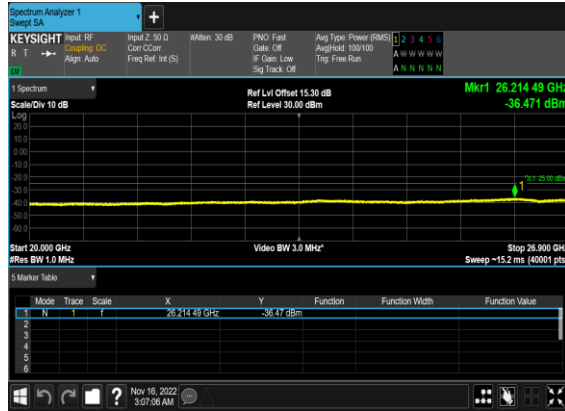 Spectrum Analyzer 1
Swept SA
+
KEYSIGHT Input: RF Input Z: 50 Ω #Atten: 30 dB PNO: Fast Avg Type: Power (RMS) 1 2 3 4 5 6
R T Coupling: DC Corr CCorr Gate: Off Avg|Hold: 100/100 A W W W W W
Align: Auto Freq Ref: Int (S) IF Gain: Low Trig: Free Run
Sig Track: Off A N N N N N
1 Spectrum Ref Lvl Offset 15.30 dB Mkr1 26.214 49 GHz
Scale/Div 10 dB Ref Level 30.00 dBm -36.471 dBm
Log
20.0
10.0
0.00
-10.0
-20.0
DL1 -25.00 dBm
1
-30.0
-40.0
-50.0
-60.0
Start 20.000 GHz Video BW 3.0 MHz* Stop 26.900 GHz
#Res BW 1.0 MHz Sweep ~15.2 ms (40001 pts)
5 Marker Table
Mode Trace Scale X Y Function Function Width Function Value
1 N 1 f 26.214 49 GHz -36.47 dBm
2
3
4
5
6
? Nov 16, 2022
3:07:06 AM